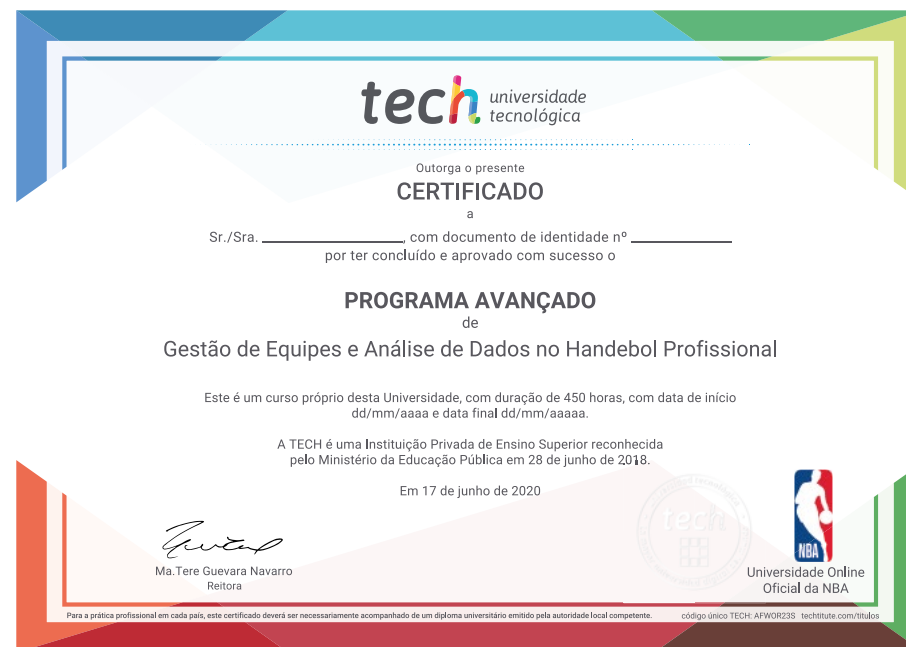 tech universidade
tecnológica
Outorga o presente
CERTIFICADO
a
Sr./Sra. ____________, com documento de identidade nº ____________
por ter concluído e aprovado com sucesso o
PROGRAMA AVANÇADO
de
Gestão de Equipes e Análise de Dados no Handebol Profissional
Este é um curso próprio desta Universidade, com duração de 450 horas, com data de início
dd/mm/aaaa e data final dd/mm/aaaaa.
A TECH é uma Instituição Privada de Ensino Superior reconhecida
pelo Ministério da Educação Pública em 28 de junho de 2018.
Em 17 de junho de 2020
tech
NBA
Ma.Tere Guevara Navarro
Reitora
Universidade Online
Oficial da NBA
Para a prática profissional em cada país, este certificado deverá ser necessariamente acompanhado de um diploma universitário emitido pela autoridade local competente.
código único TECH: AFWOR23S techtitute.com/titulos